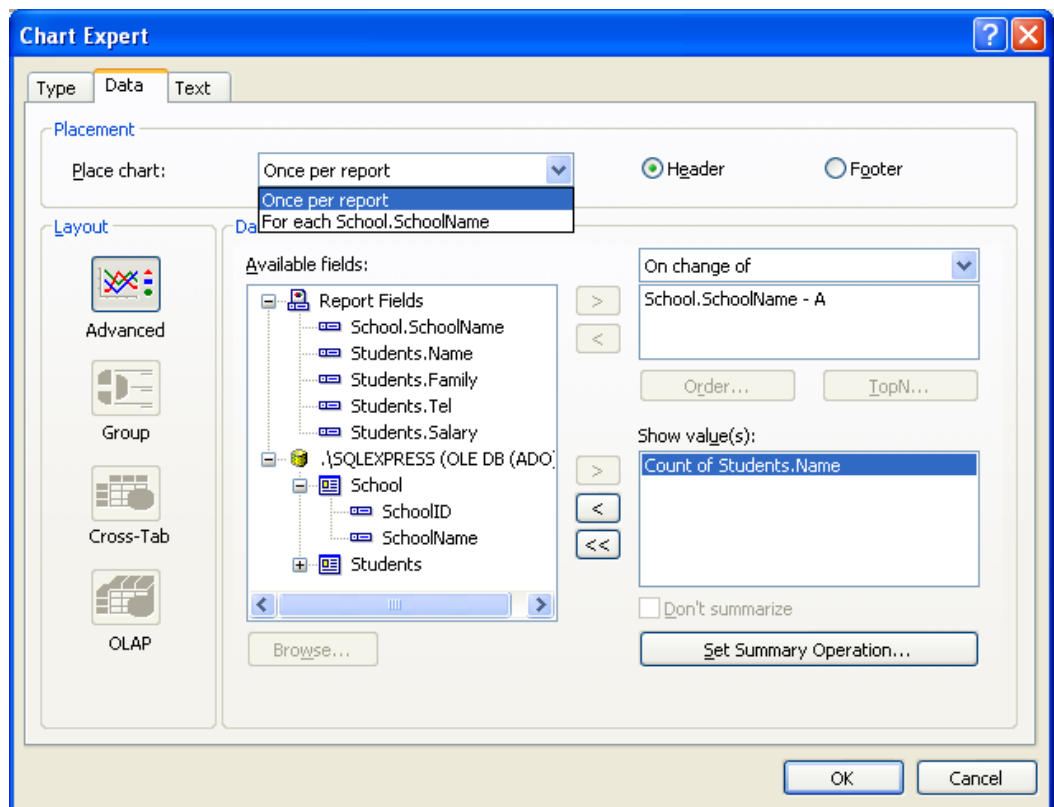 Chart Expert
Type Data Text
Placement
Place chart: Once per report Header Footer
Once per report
For each School.SchoolName
Layout
Da
Available fields: On change of
Report Fields
School.SchoolName
Students.Name
Students.Family
Students.Tel
Students.Salary
.\SQLEXPRESS (OLE DB (ADO)
School
SchoolID
SchoolName
Students
Browse...
Advanced
Group
Cross-Tab
OLAP
>
<
School.SchoolName - A
Order... TopN...
Show value(s):
>
<
<<
Count of Students.Name
Don't summarize
Set Summary Operation...
OK Cancel